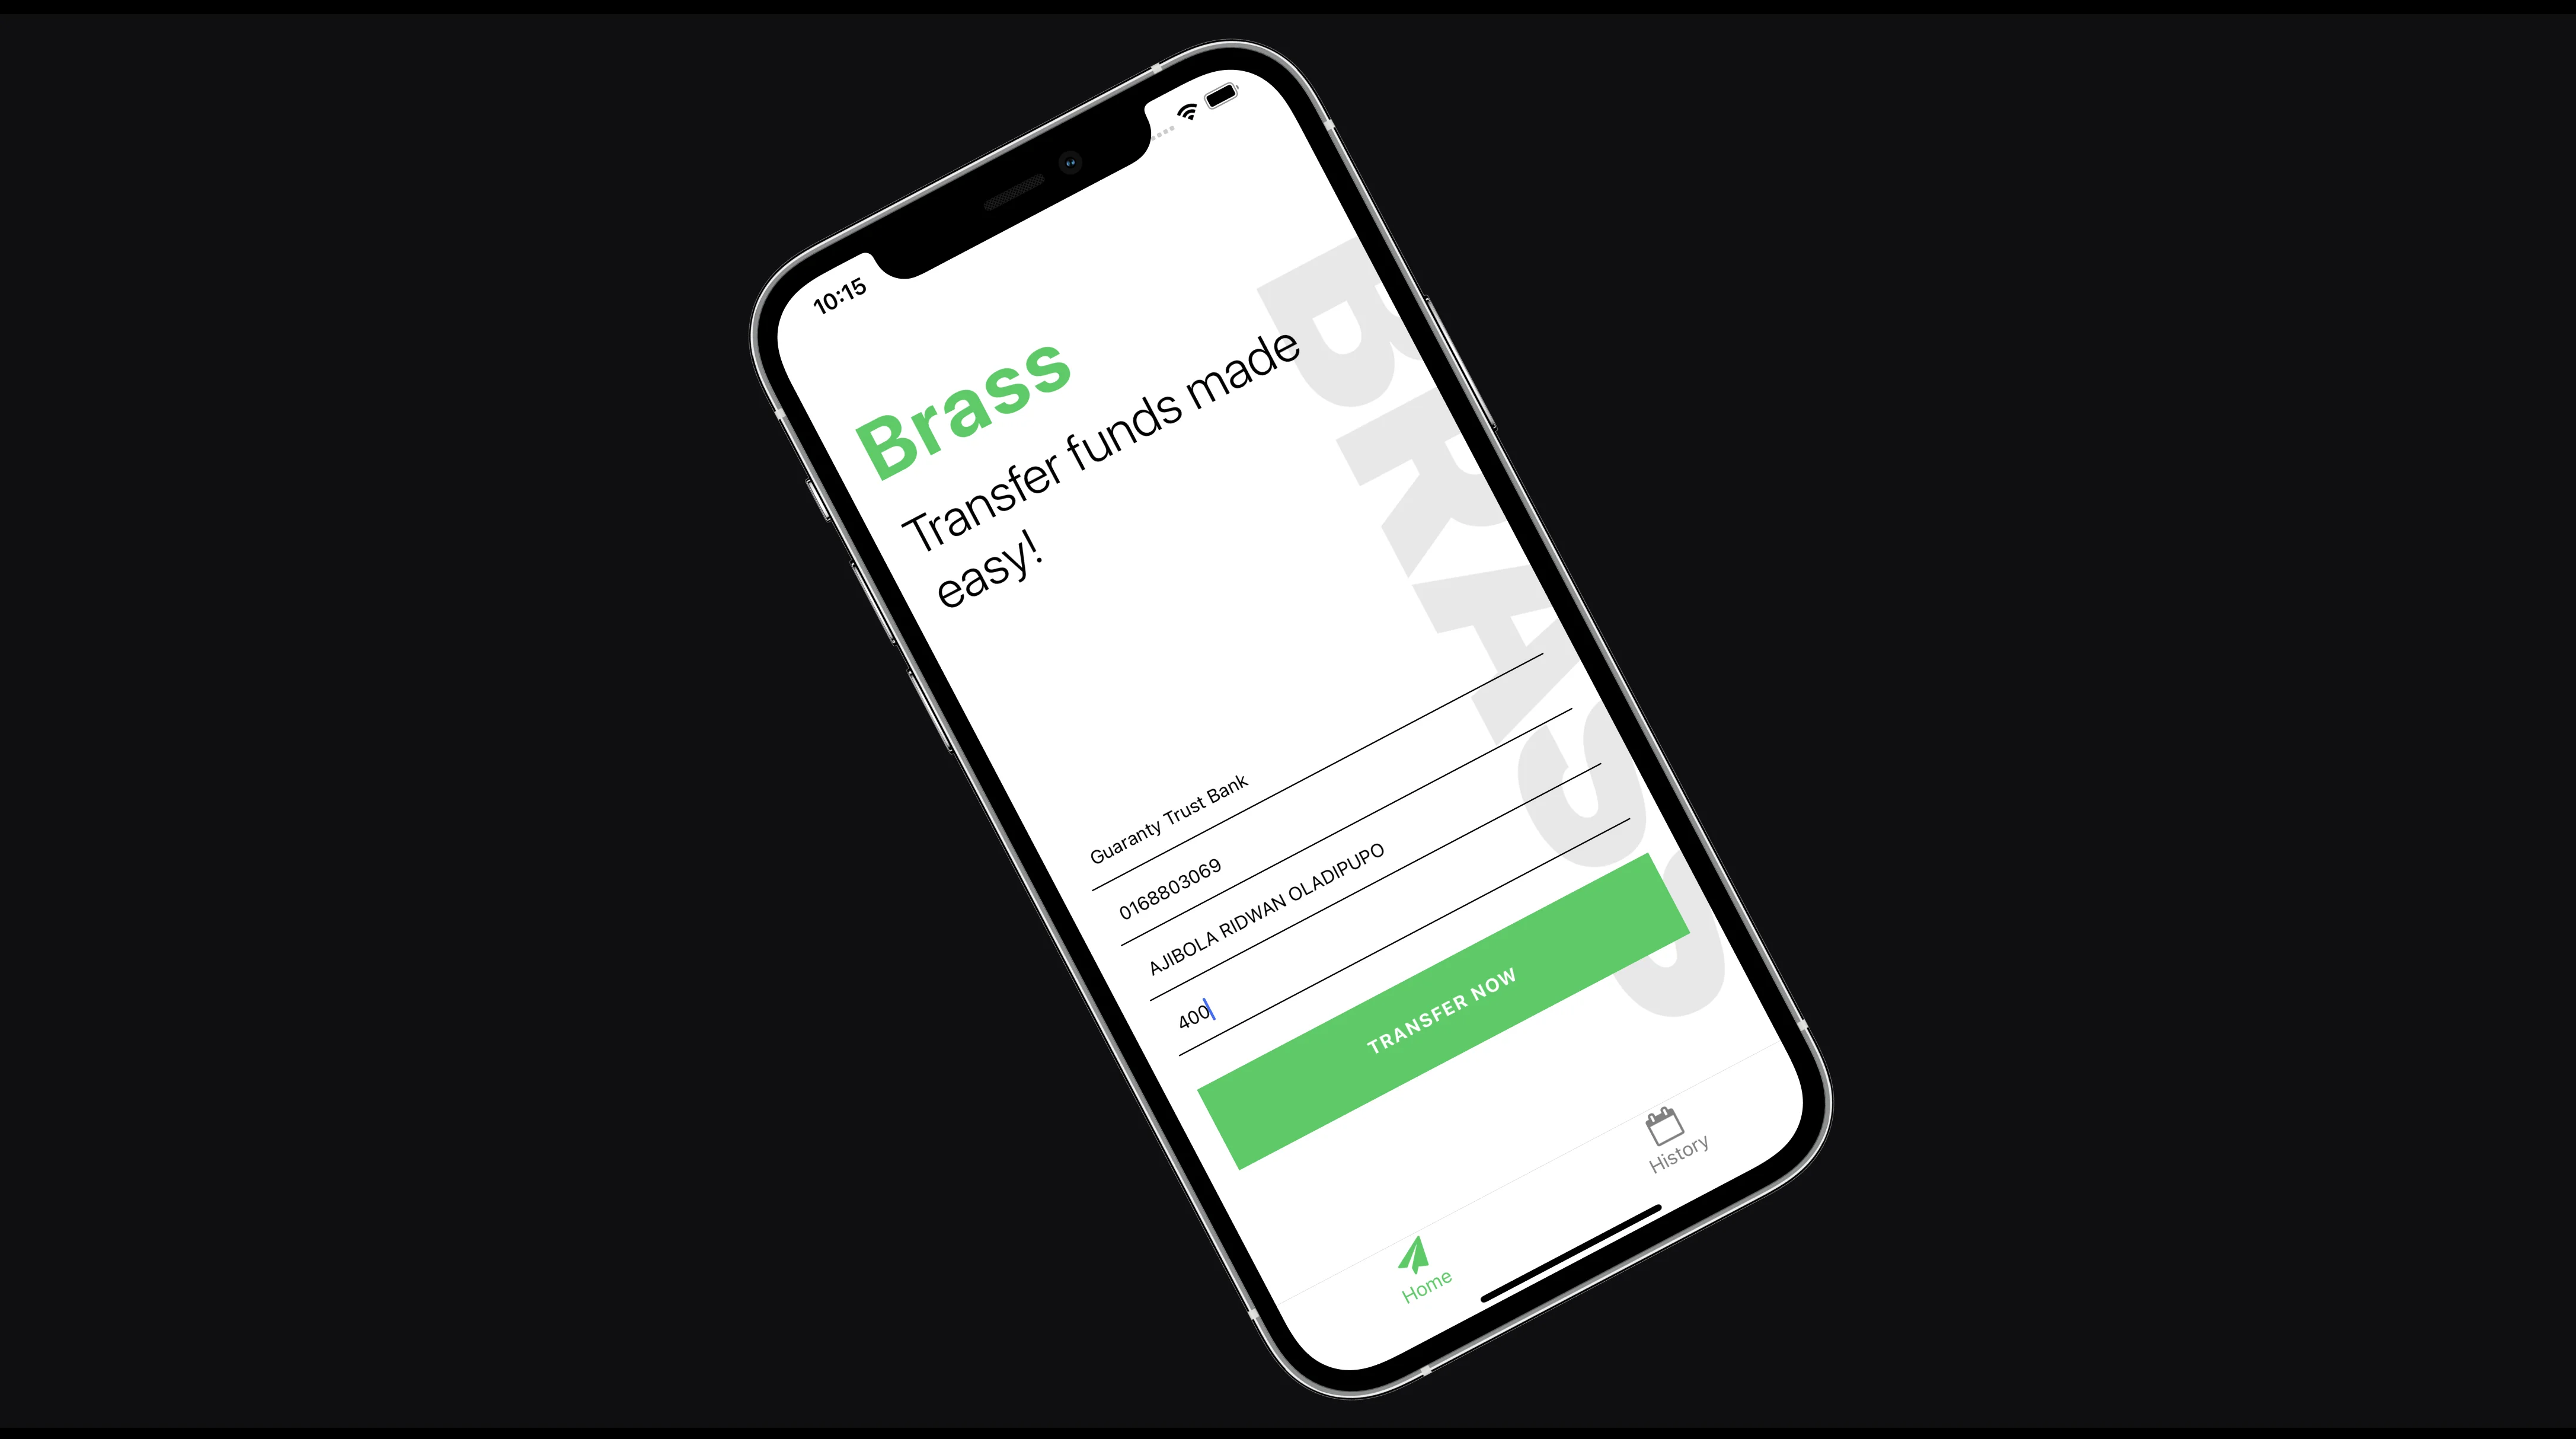 10:15
Brass
Transfer funds made
easy!
BRASS
Guaranty Trust Bank
0168803069
AJIBOLA RIDWAN OLADIPUPO
400
TRANSFER NOW
Home
History